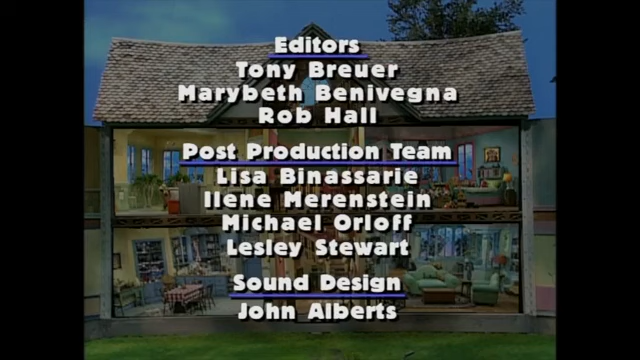 Editors
Tony Breuer
Marybeth Benivegna
Rob Hall
Post Production Team
Lisa Binassarie
Ilene Merenstein
Michael Orloff
Lesley Stewart
Sound Design
John Alberts